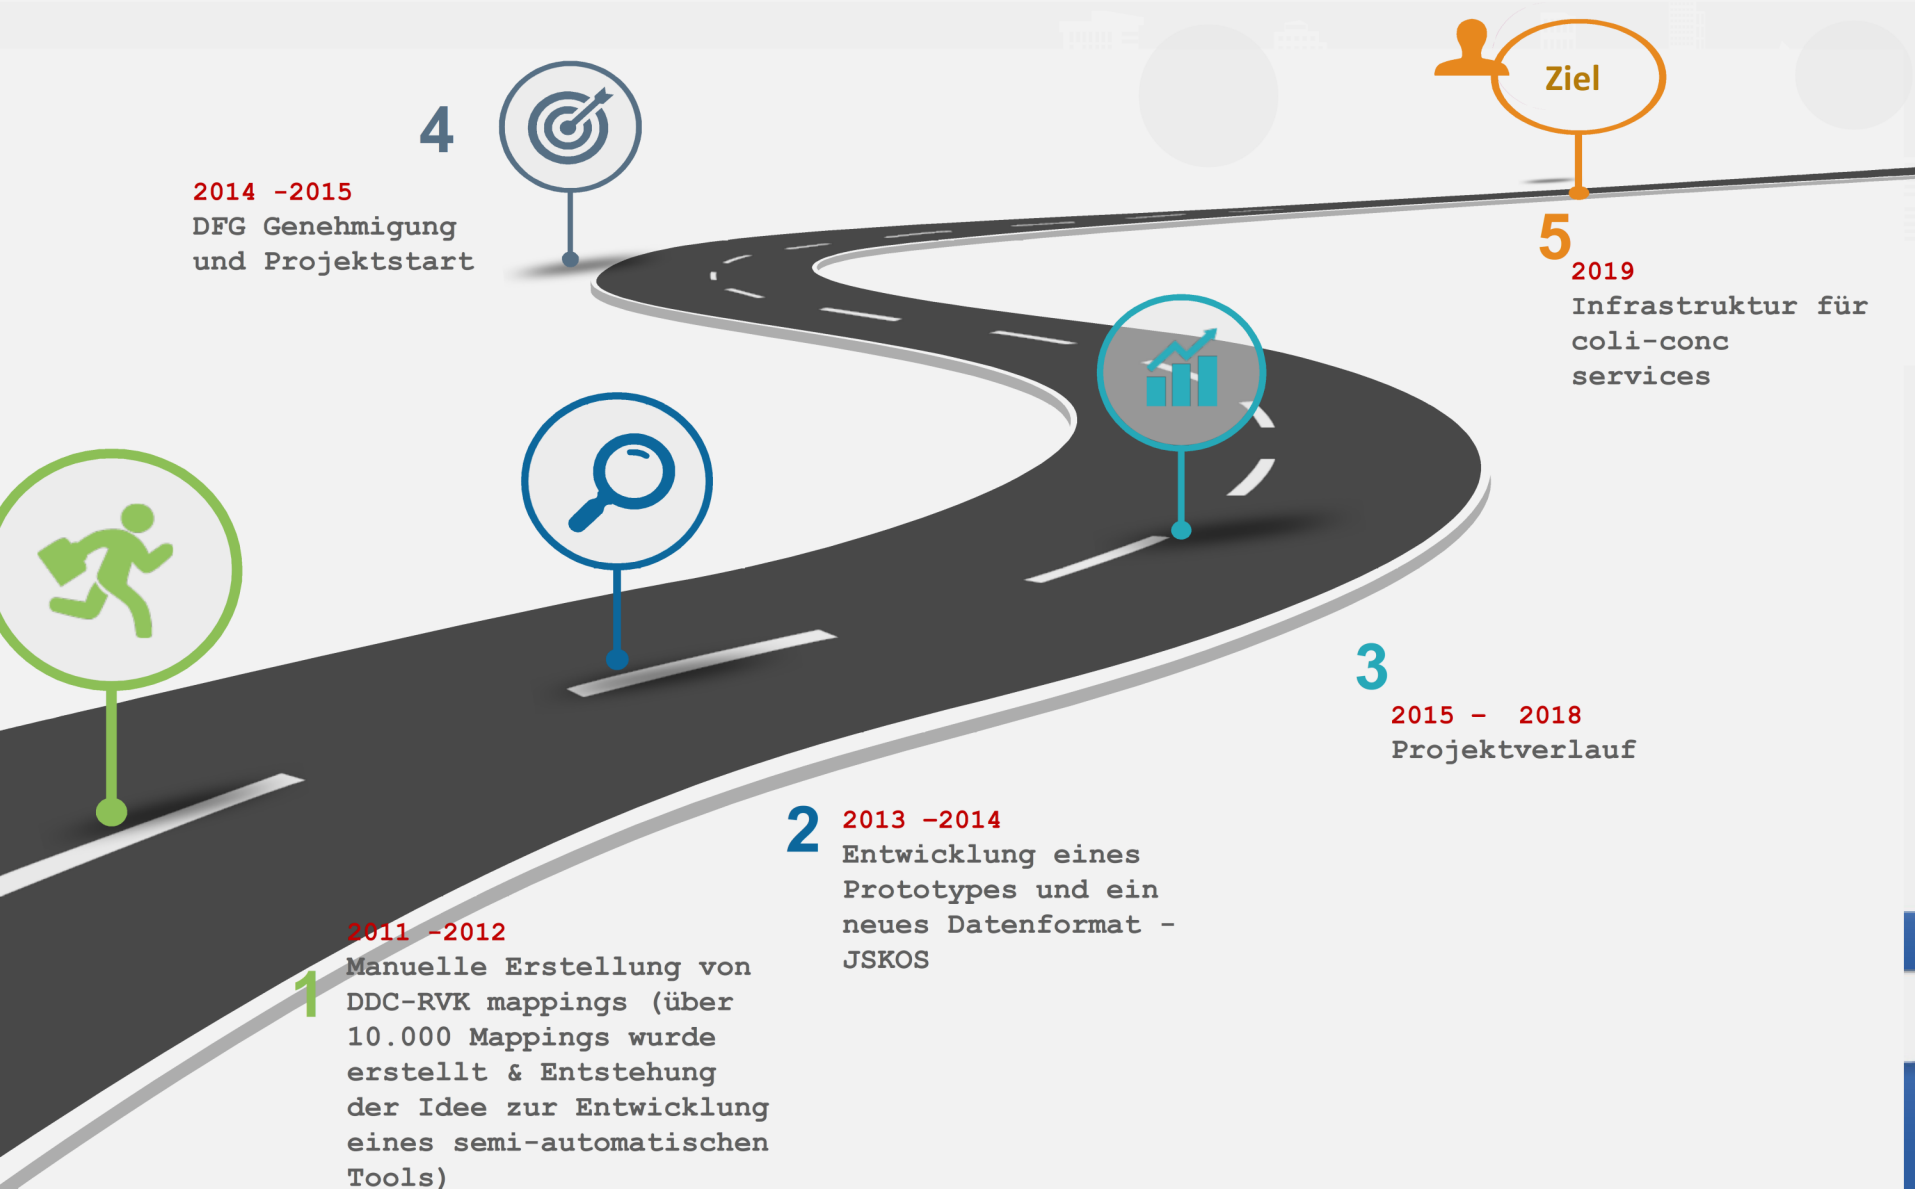 Ziel
4
2014 -2015
DFG Genehmigung
und Projektstart
5
2019
Infrastruktur für
coli-conc
services
3
2015 – 2018
Projektverlauf
2
2013 –2014
Entwicklung eines
Prototypes und ein
neues Datenformat -
JSKOS
1
2011 -2012
Manuelle Erstellung von
DDC-RVK mappings (über
10.000 Mappings wurde
erstellt & Entstehung
der Idee zur Entwicklung
eines semi-automatischen
Tools)